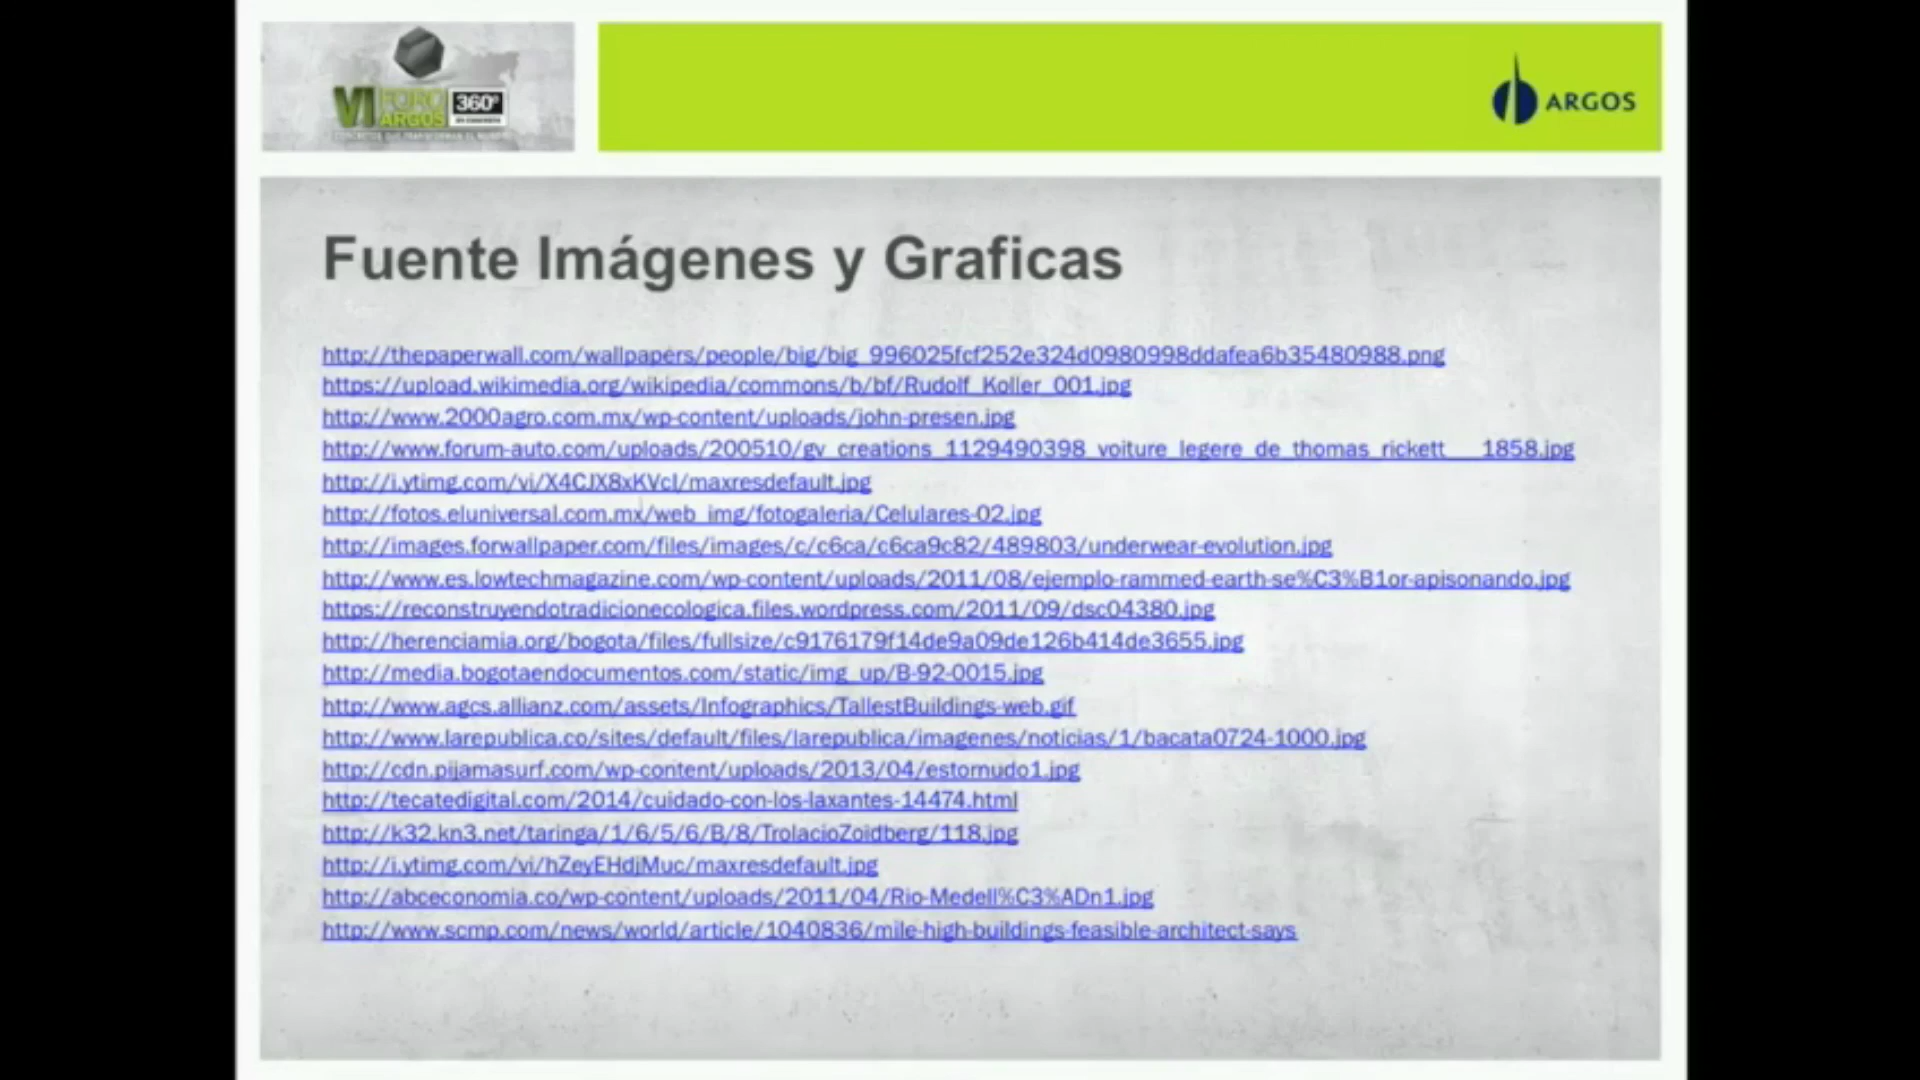 VI FORO ARGOS 360°
ARGOS
Fuente Imágenes y Graficas
http://thepaperwall.com/wallpapers/people/big/big_996025fcf252e324d0980998ddafea6b35480988.png
https://upload.wikimedia.org/wikipedia/commons/b/bf/Rudolf_Koller_001.jpg
http://www.2000agro.com.mx/wp-content/uploads/john-presen.jpg
http://www.forum-auto.com/uploads/200510/gv_creations_1129490398_voiture_legere_de_thomas_rickett___1858.jpg
http://i.ytimg.com/vi/X4CJX8xKVcI/maxresdefault.jpg
http://fotos.eluniversal.com.mx/web_img/fotogaleria/Celulares-02.jpg
http://images.forwallpaper.com/files/images/c/c6ca/c6ca9c82/489803/underwear-evolution.jpg
http://www.es.lowtechmagazine.com/wp-content/uploads/2011/08/ejemplo-rammed-earth-se%C3%B1or-apisonando.jpg
https://reconstruyendotradicionecologica.files.wordpress.com/2011/09/dsc04380.jpg
http://herenciamia.org/bogota/files/fullsize/c9176179f14de9a09de126b414de3655.jpg
http://media.bogotaendocumentos.com/static/img_up/B-92-0015.jpg
http://www.agcs.allianz.com/assets/Infographics/TallestBuildings-web.gif
http://www.larepublica.co/sites/default/files/larepublica/imagenes/noticias/1/bacata0724-1000.jpg
http://cdn.pijamasurf.com/wp-content/uploads/2013/04/estornudo1.jpg
http://tecatedigital.com/2014/cuidado-con-los-laxantes-14474.html
http://k32.kn3.net/taringa/1/6/5/6/B/8/TrolacioZoidberg/118.jpg
http://i.ytimg.com/vi/hZeyEHdjMuc/maxresdefault.jpg
http://abceconomia.co/wp-content/uploads/2011/04/Rio-Medell%C3%ADn1.jpg
http://www.scmp.com/news/world/article/1040836/mile-high-buildings-feasible-architect-says